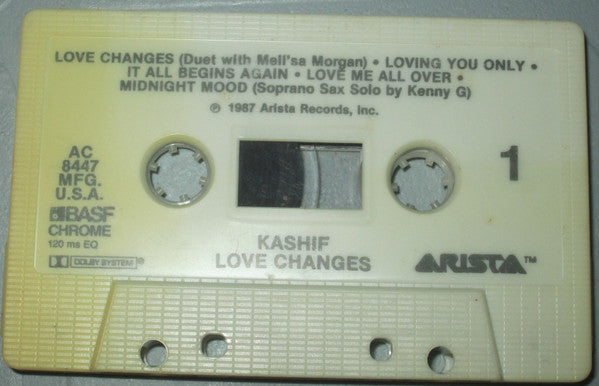 LOVE CHANGES (Duet with Meli'sa Morgan) • LOVING YOU ONLY •
IT ALL BEGINS AGAIN • LOVE ME ALL OVER •
MIDNIGHT MOOD (Soprano Sax Solo by Kenny G)
℗ 1987 Arista Records, Inc.
AC
8447
MFG.
U.S.A.
1
BASF
CHROME
120 ms EQ
DOLBY SYSTEM®
KASHIF
LOVE CHANGES
ARISTA™